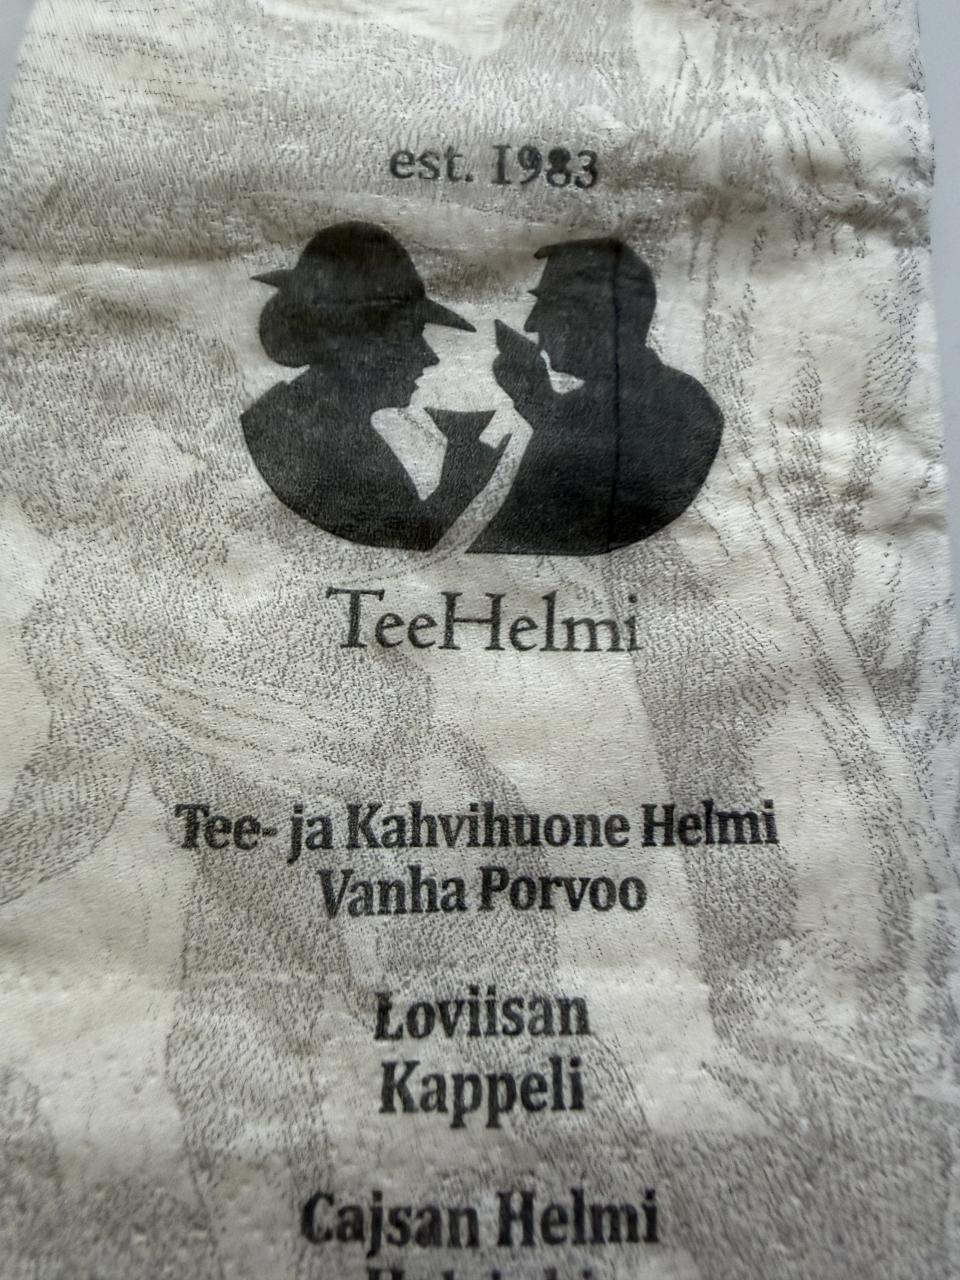 est. 1983
TeeHelmi
Tee- ja Kahvihuone Helmi
Vanha Porvoo
Loviisan
Kappeli
Cajsan Helmi